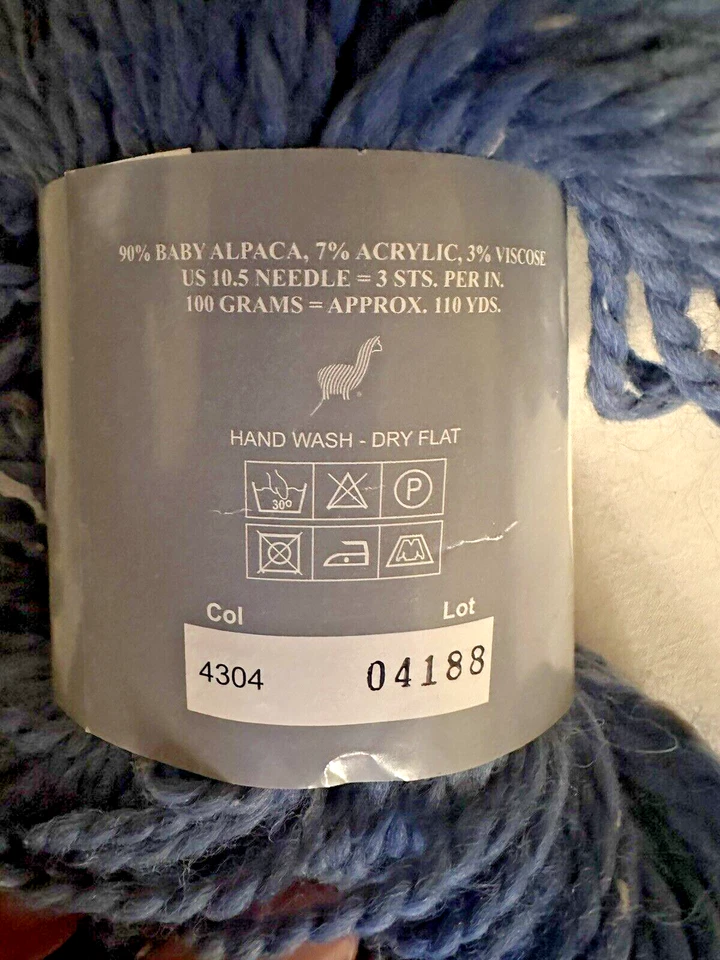 90% BABY ALPACA, 7% ACRYLIC, 3% VISCOSE
US 10.5 NEEDLE = 3 STS. PER IN.
100 GRAMS = APPROX. 110 YDS.
HAND WASH - DRY FLAT
30º
P
Col Lot
4304 04188